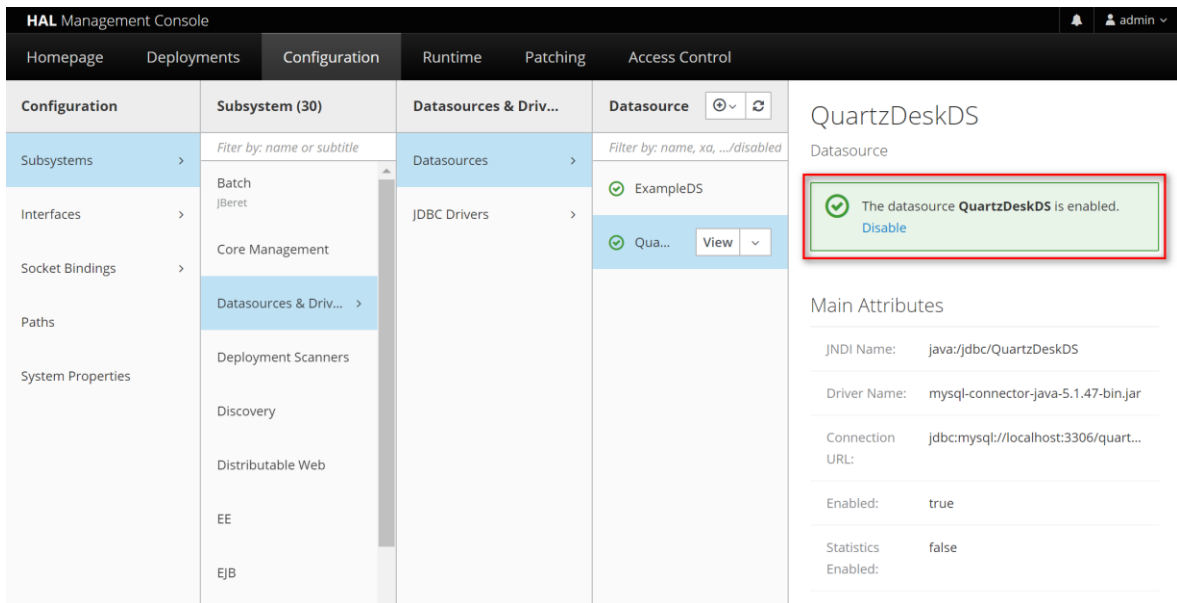 HAL Management Console
admin
Homepage Deployments Configuration Runtime Patching Access Control
Configuration
Subsystems
Interfaces
Socket Bindings
Paths
System Properties
Subsystem (30)
Fiter by: name or subtitle
Batch
JBeret
Core Management
Datasources & Driv...
Deployment Scanners
Discovery
Distributable Web
EE
EJB
Datasources & Driv...
Datasources
JDBC Drivers
Datasource
Filter by: name, xa, .../disabled
ExampleDS
Qua... View
QuartzDeskDS
Datasource
The datasource QuartzDeskDS is enabled.
Disable
Main Attributes
JNDI Name: java:/jdbc/QuartzDeskDS
Driver Name: mysql-connector-java-5.1.47-bin.jar
Connection jdbc:mysql://localhost:3306/quart...
URL:
Enabled: true
Statistics false
Enabled: